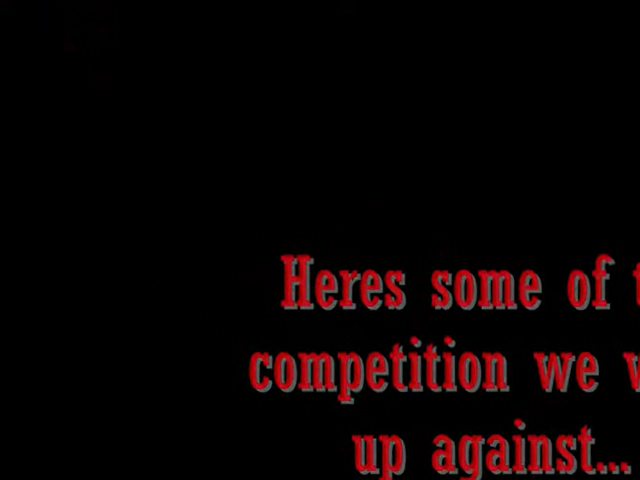 Heres some of
competition we
up against...